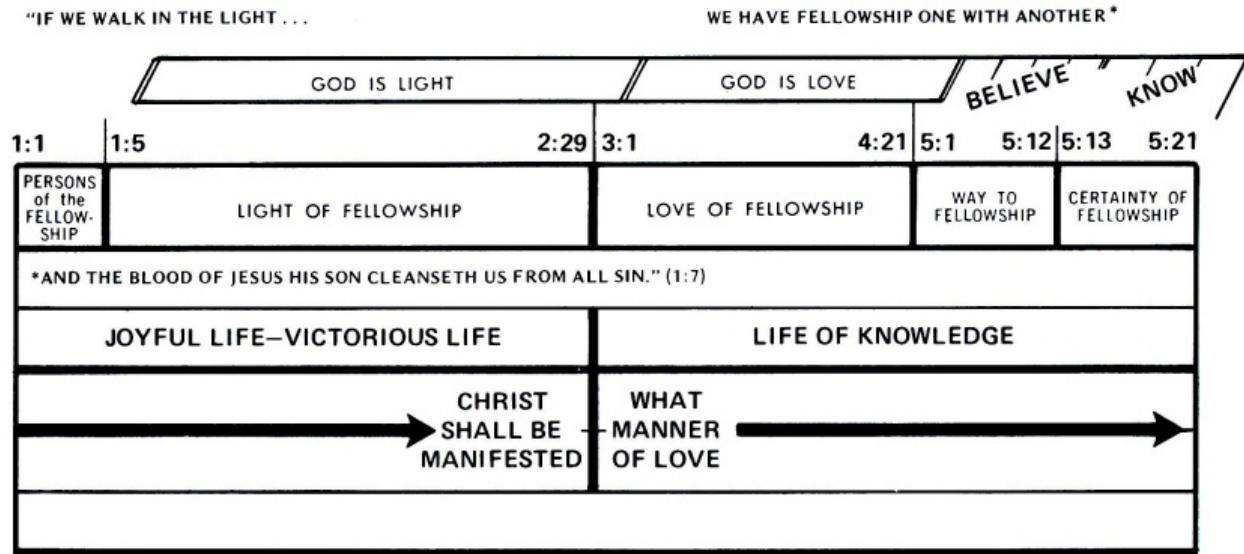 "IF WE WALK IN THE LIGHT . . .
WE HAVE FELLOWSHIP ONE WITH ANOTHER*
GOD IS LIGHT
GOD IS LOVE
BELIEVE
KNOW
1:1
1:5
2:29
3:1
4:21
5:1
5:12
5:13
5:21
PERSONS
of the
FELLOW-
SHIP
LIGHT OF FELLOWSHIP
LOVE OF FELLOWSHIP
WAY TO
FELLOWSHIP
CERTAINTY OF
FELLOWSHIP
*AND THE BLOOD OF JESUS HIS SON CLEANSETH US FROM ALL SIN." (1:7)
JOYFUL LIFE–VICTORIOUS LIFE
LIFE OF KNOWLEDGE
CHRIST
SHALL BE
MANIFESTED
WHAT
MANNER
OF LOVE